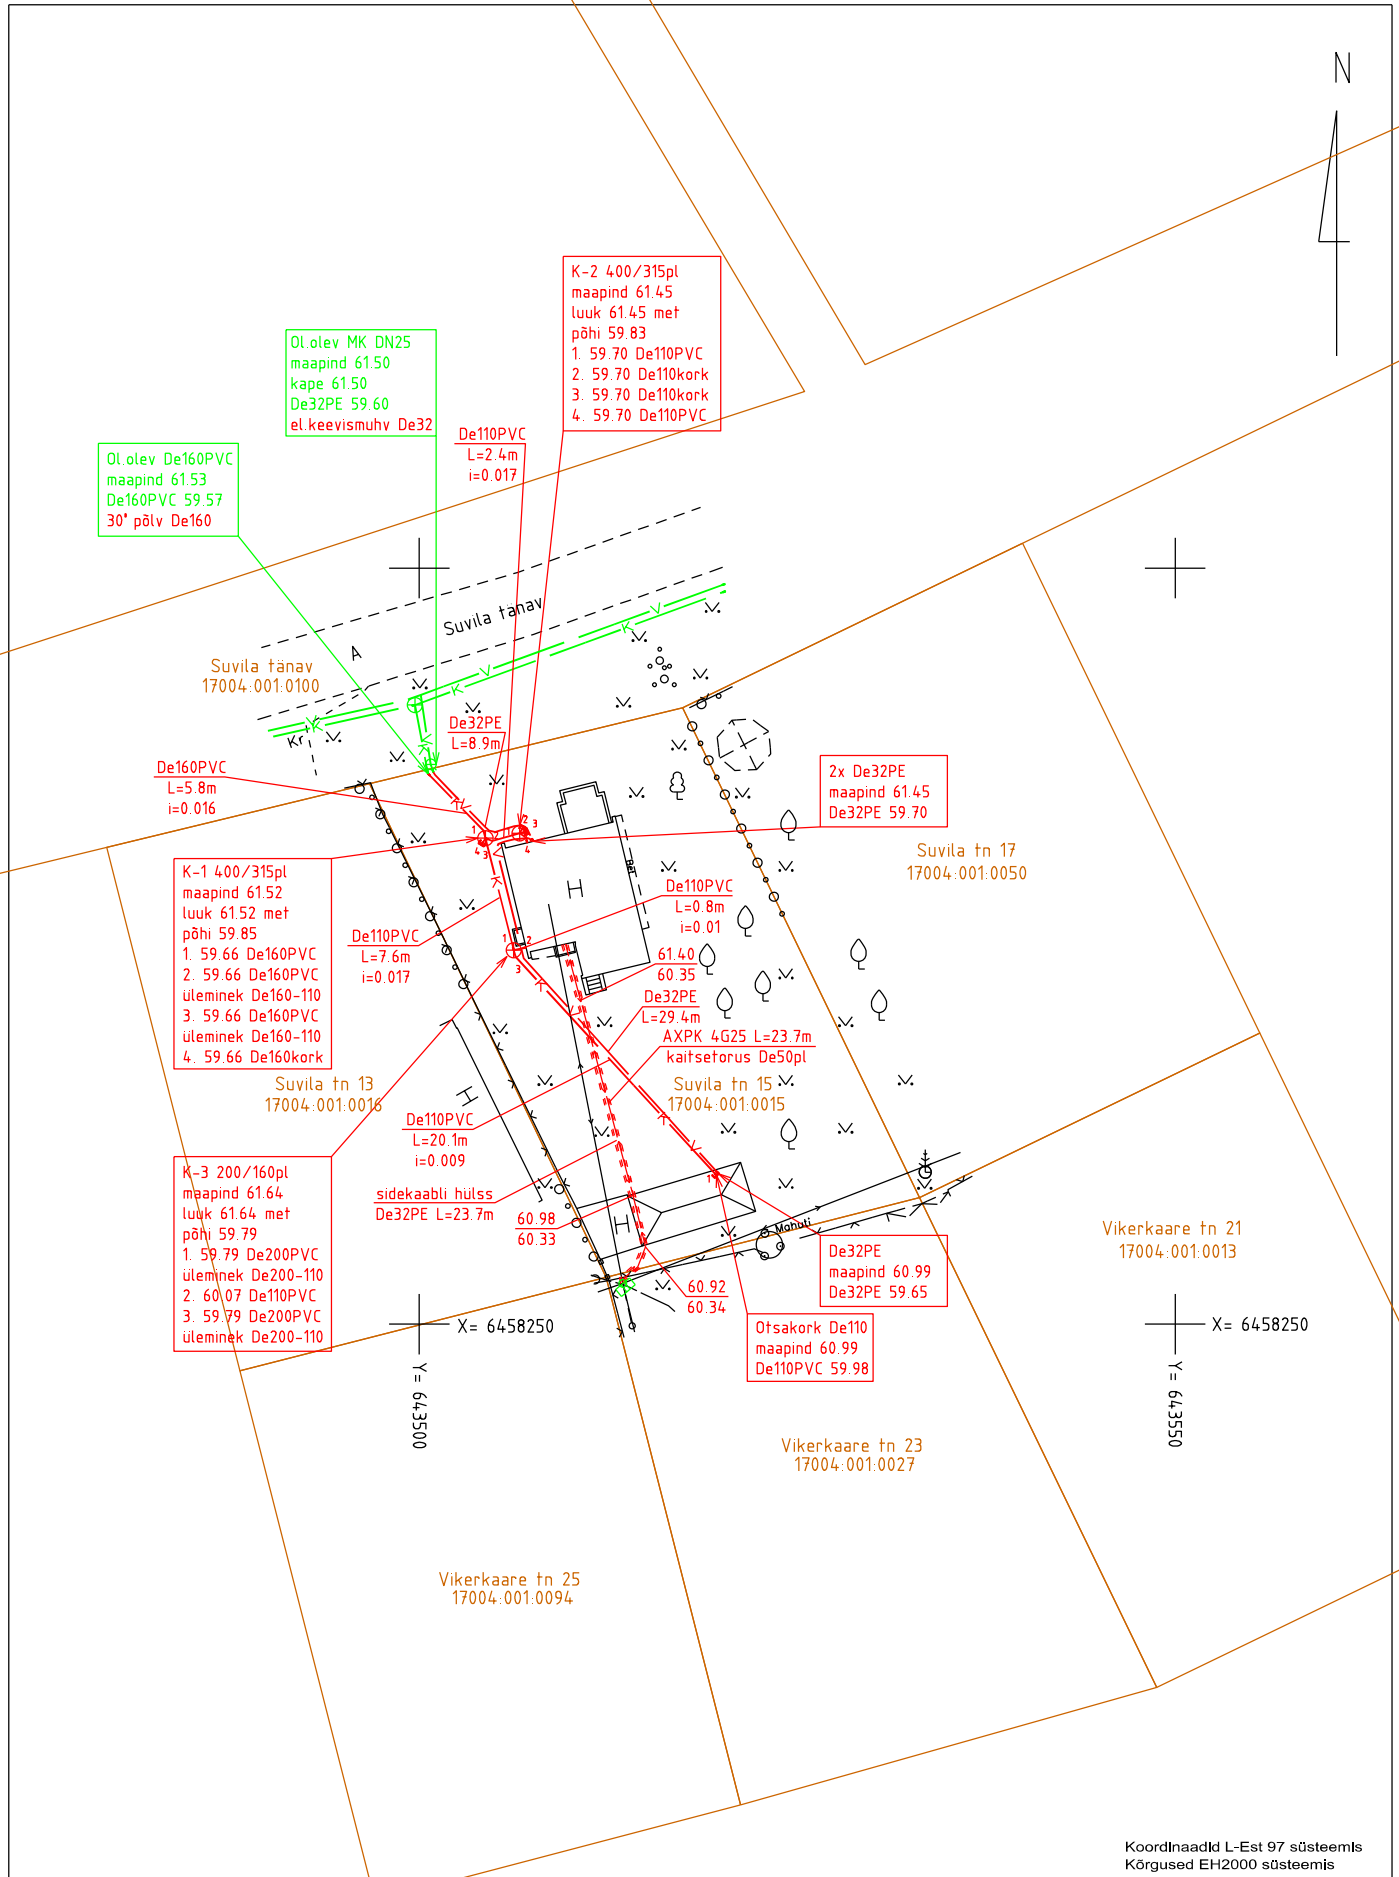 N
K-2 400/315pl
maapind 61.45
luuk 61.45 met
põhi 59.83
1. 59.70 De110PVC
2. 59.70 De110kork
3. 59.70 De110kork
4. 59.70 De110PVC
Ol.olev MK DN25
maapind 61.50
kape 61.50
De32PE 59.60
el.keevismuhv De32
De110PVC
L=2.4m
i=0.017
Ol.olev De160PVC
maapind 61.53
De160PVC 59.57
30° põlv De160
Suvila tänav
A
Suvila tänav
17004:001:0100
Kr
De32PE
L=8.9m
De160PVC
L=5.8m
i=0.016
2x De32PE
maapind 61.45
De32PE 59.70
Suvila tn 17
17004:001:0050
K-1 400/315pl
maapind 61.52
luuk 61.52 met
põhi 59.85
1. 59.66 De160PVC
2. 59.66 De160PVC
üleminek De160-110
3. 59.66 De160PVC
üleminek De160-110
4. 59.66 De160kork
H
De110PVC
L=0.8m
i=0.01
De110PVC
L=7.6m
i=0.017
61.40
60.35
De32PE
L=29.4m
AXPK 4G25 L=23.7m
kaitsetorus De50pl
Suvila tn 13
17004:001:0016
H
Suvila tn 15
17004:001:0015
De110PVC
L=20.1m
i=0.009
K-3 200/160pl
maapind 61.64
luuk 61.64 met
põhi 59.79
1. 59.79 De200PVC
üleminek De200-110
2. 60.07 De110PVC
3. 59.79 De200PVC
üleminek De200-110
sidekaabli hülss
De32PE L=23.7m
60.98
60.33
H
Mahuti
Vikerkaare tn 21
17004:001:0013
De32PE
maapind 60.99
De32PE 59.65
60.92
60.34
Otsakork De110
maapind 60.99
De110PVC 59.98
X= 6458250
X= 6458250
Y= 643500
Y= 643550
Vikerkaare tn 23
17004:001:0027
Vikerkaare tn 25
17004:001:0094
Koordinaadid L-Est 97 süsteemis
Kõrgused EH2000 süsteemis